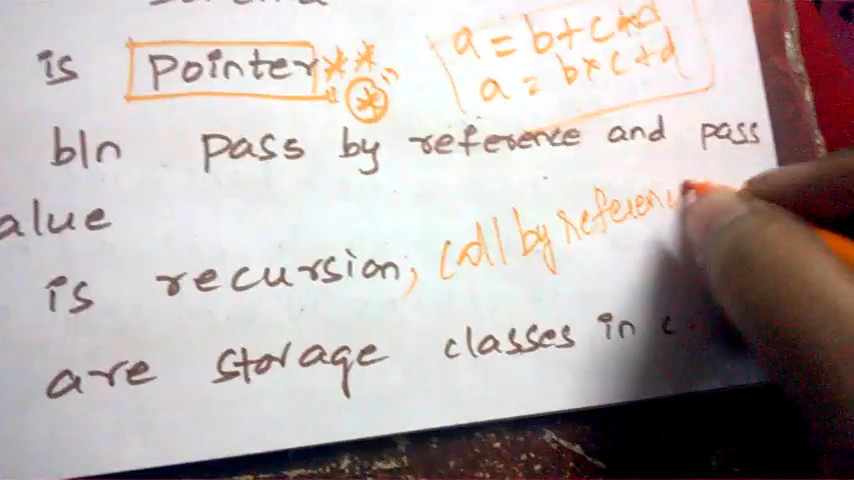 is pointer ** "*"
a = b + c + d
a = b * c + d
b/n pass by reference and pass
alue
is recursion, call by referen
are storage classes in c